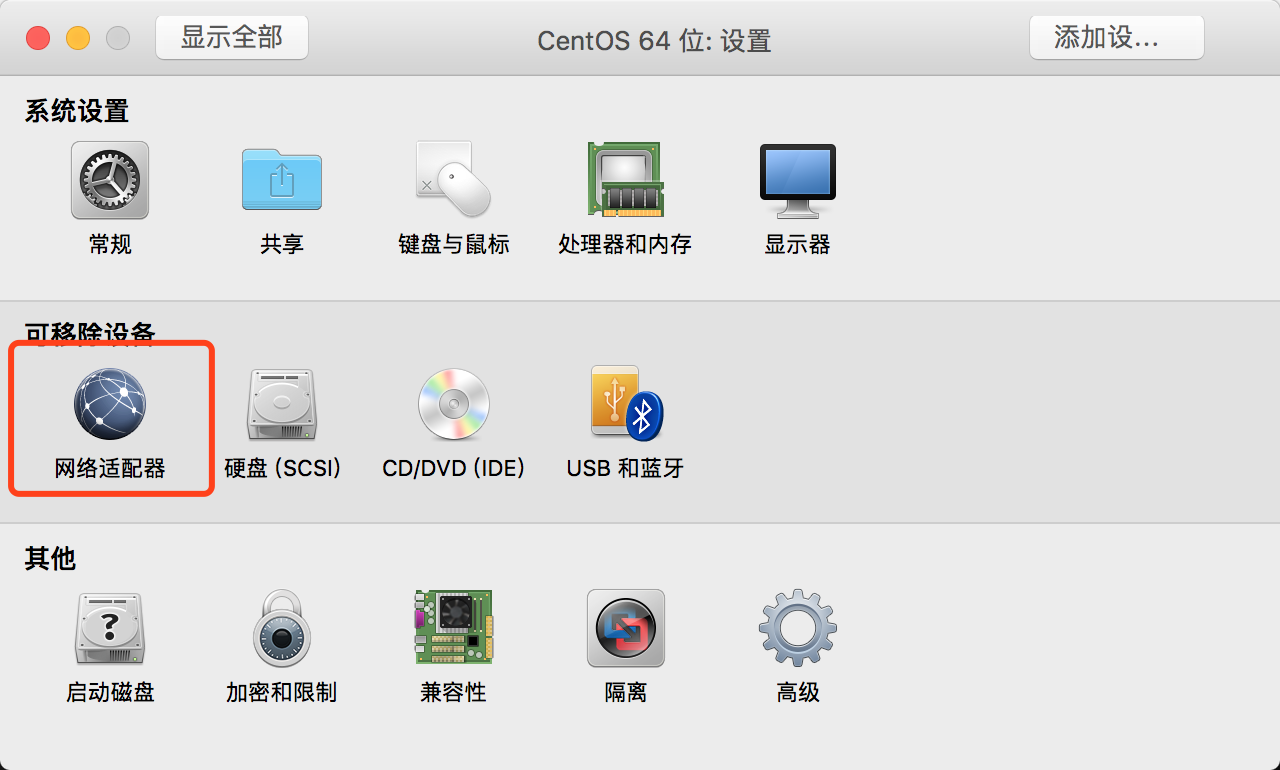 显示全部
CentOS 64 位: 设置
添加设...
系统设置
常规
共享
键盘与鼠标
处理器和内存
显示器
可移除设备
网络适配器
硬盘 (SCSI)
CD/DVD (IDE)
USB 和蓝牙
其他
?
启动磁盘
加密和限制
兼容性
隔离
高级